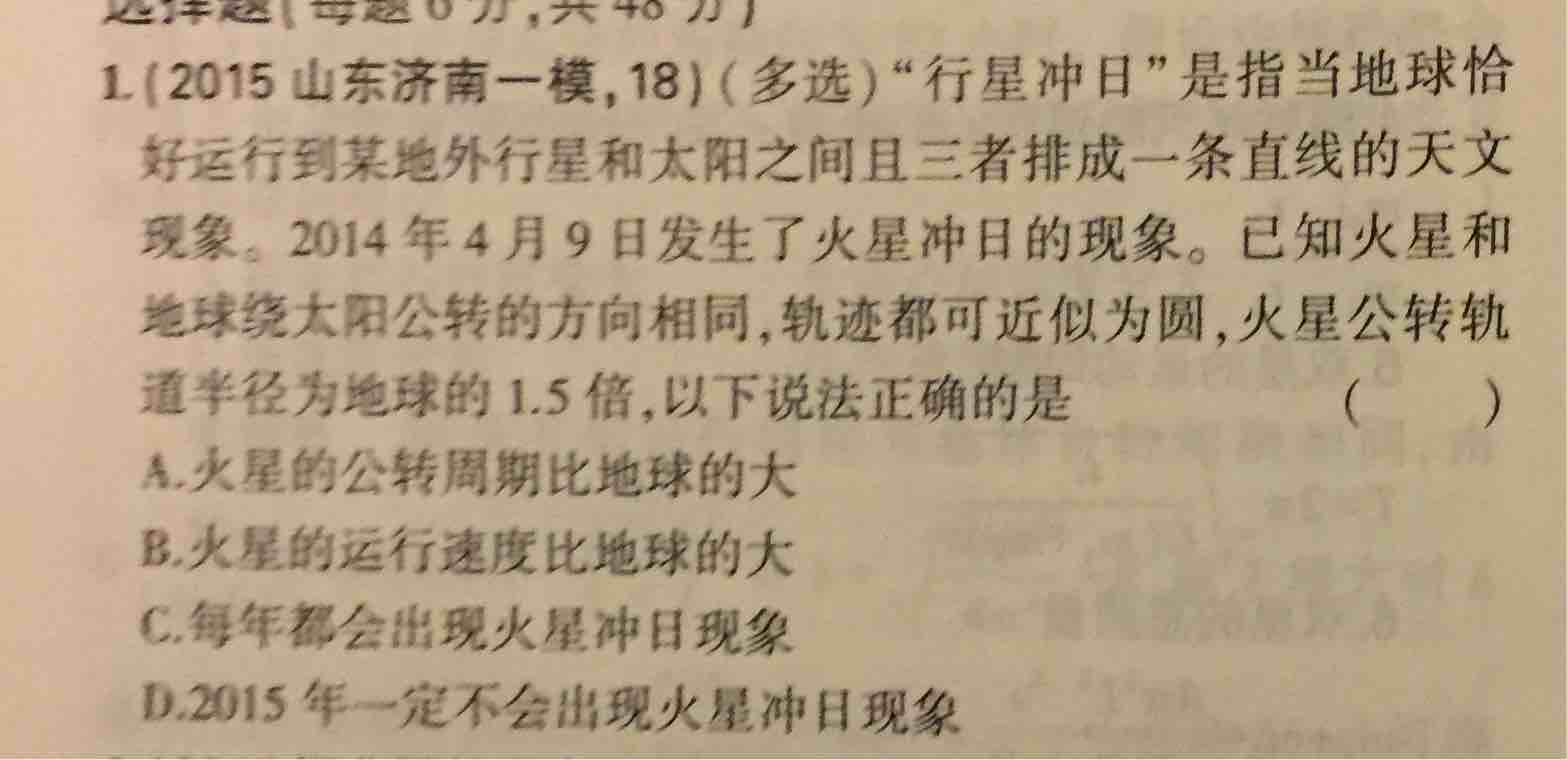 选择题(每题6分,共48分)
1.(2015山东济南一模,18)(多选)“行星冲日”是指当地球恰
好运行到某地外行星和太阳之间且三者排成一条直线的天文
现象。2014年4月9日发生了火星冲日的现象。已知火星和
地球绕太阳公转的方向相同,轨迹都可近似为圆,火星公转轨
道半径为地球的1.5倍,以下说法正确的是 ( )
A.火星的公转周期比地球的大
B.火星的运行速度比地球的大
C.每年都会出现火星冲日现象
D.2015年一定不会出现火星冲日现象